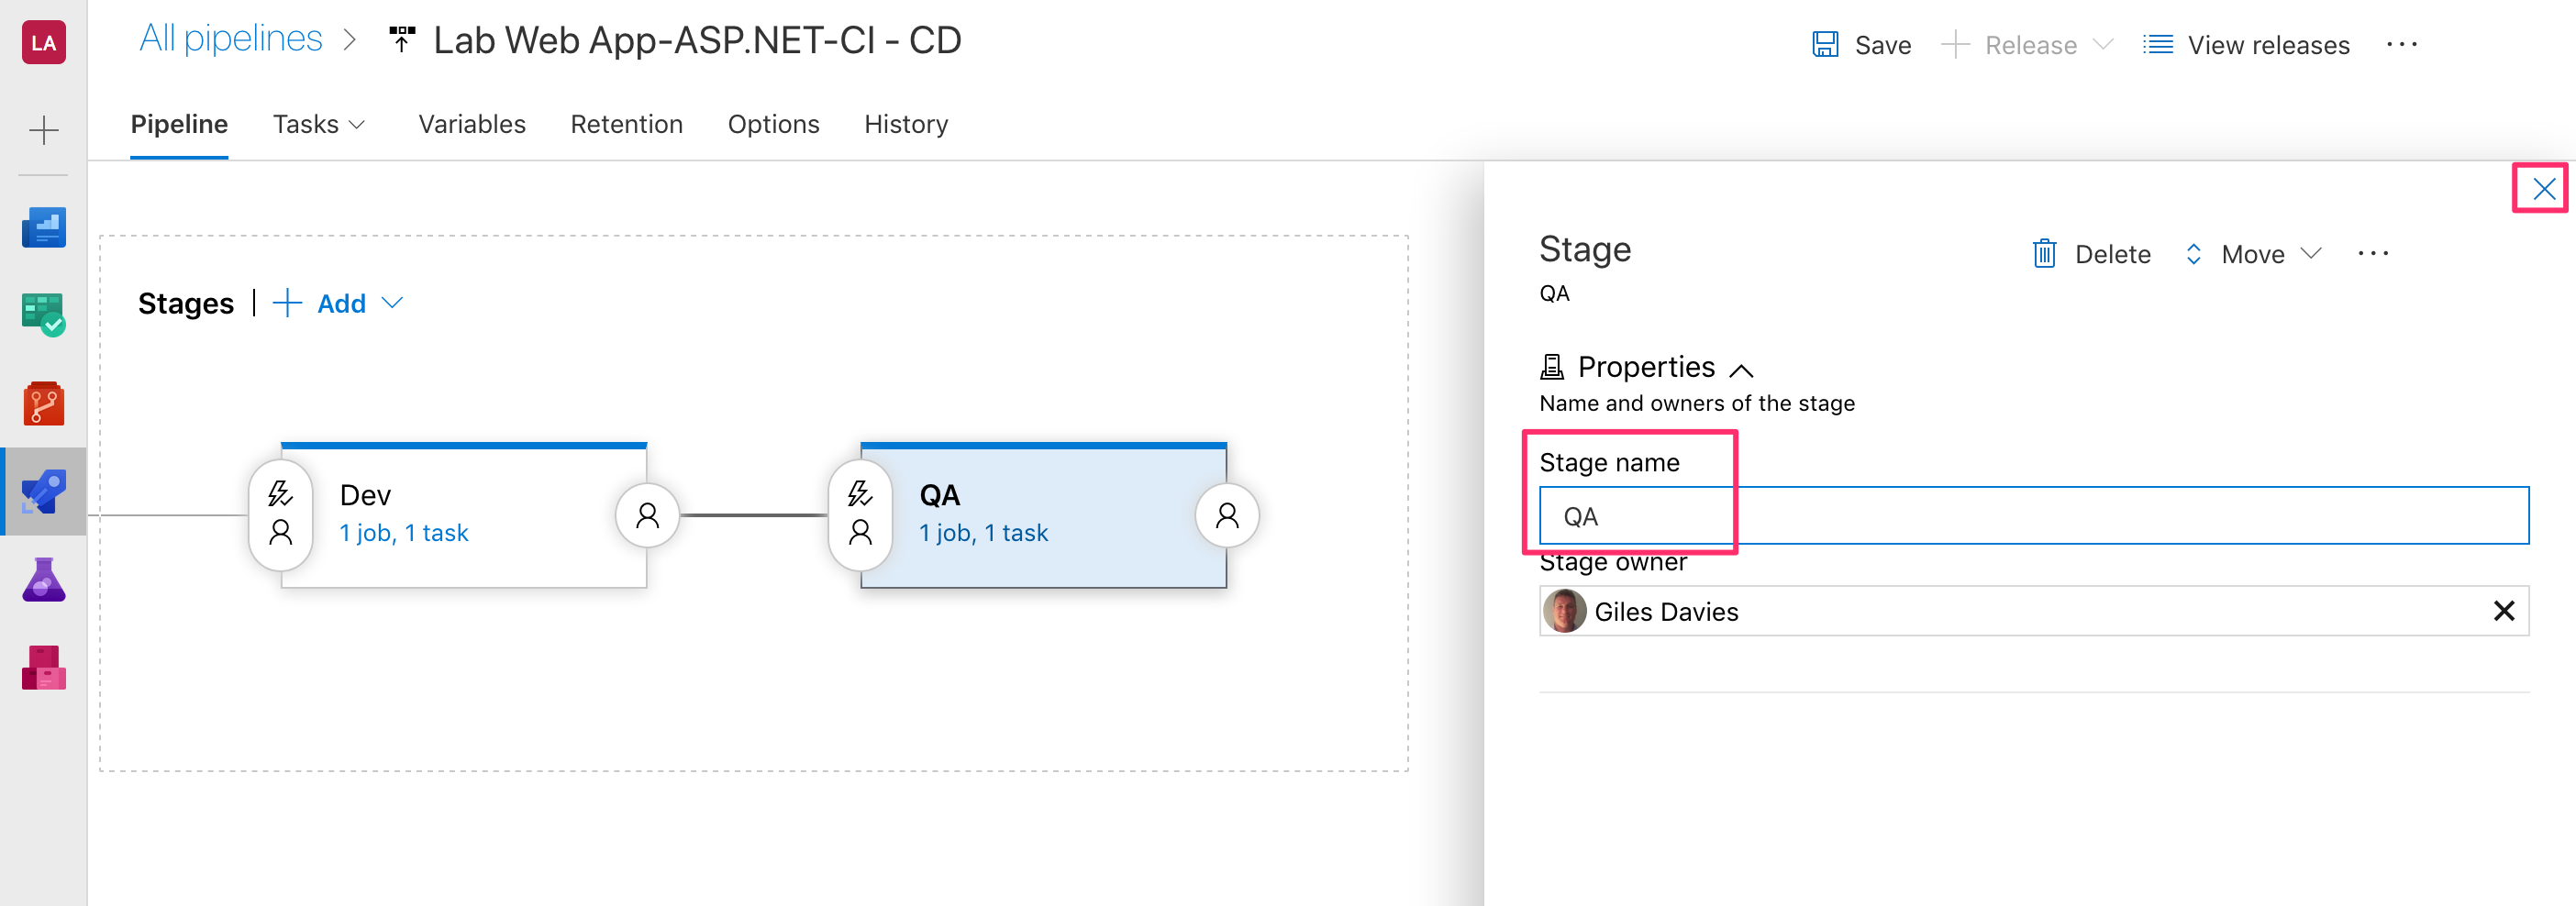 LA
All pipelines > Lab Web App-ASP.NET-CI - CD
Save
Release
View releases
Pipeline
Tasks
Variables
Retention
Options
History
Stages | + Add
Dev
1 job, 1 task
QA
1 job, 1 task
Stage
Delete
Move
QA
Properties
Name and owners of the stage
Stage name
QA
Stage owner
Giles Davies